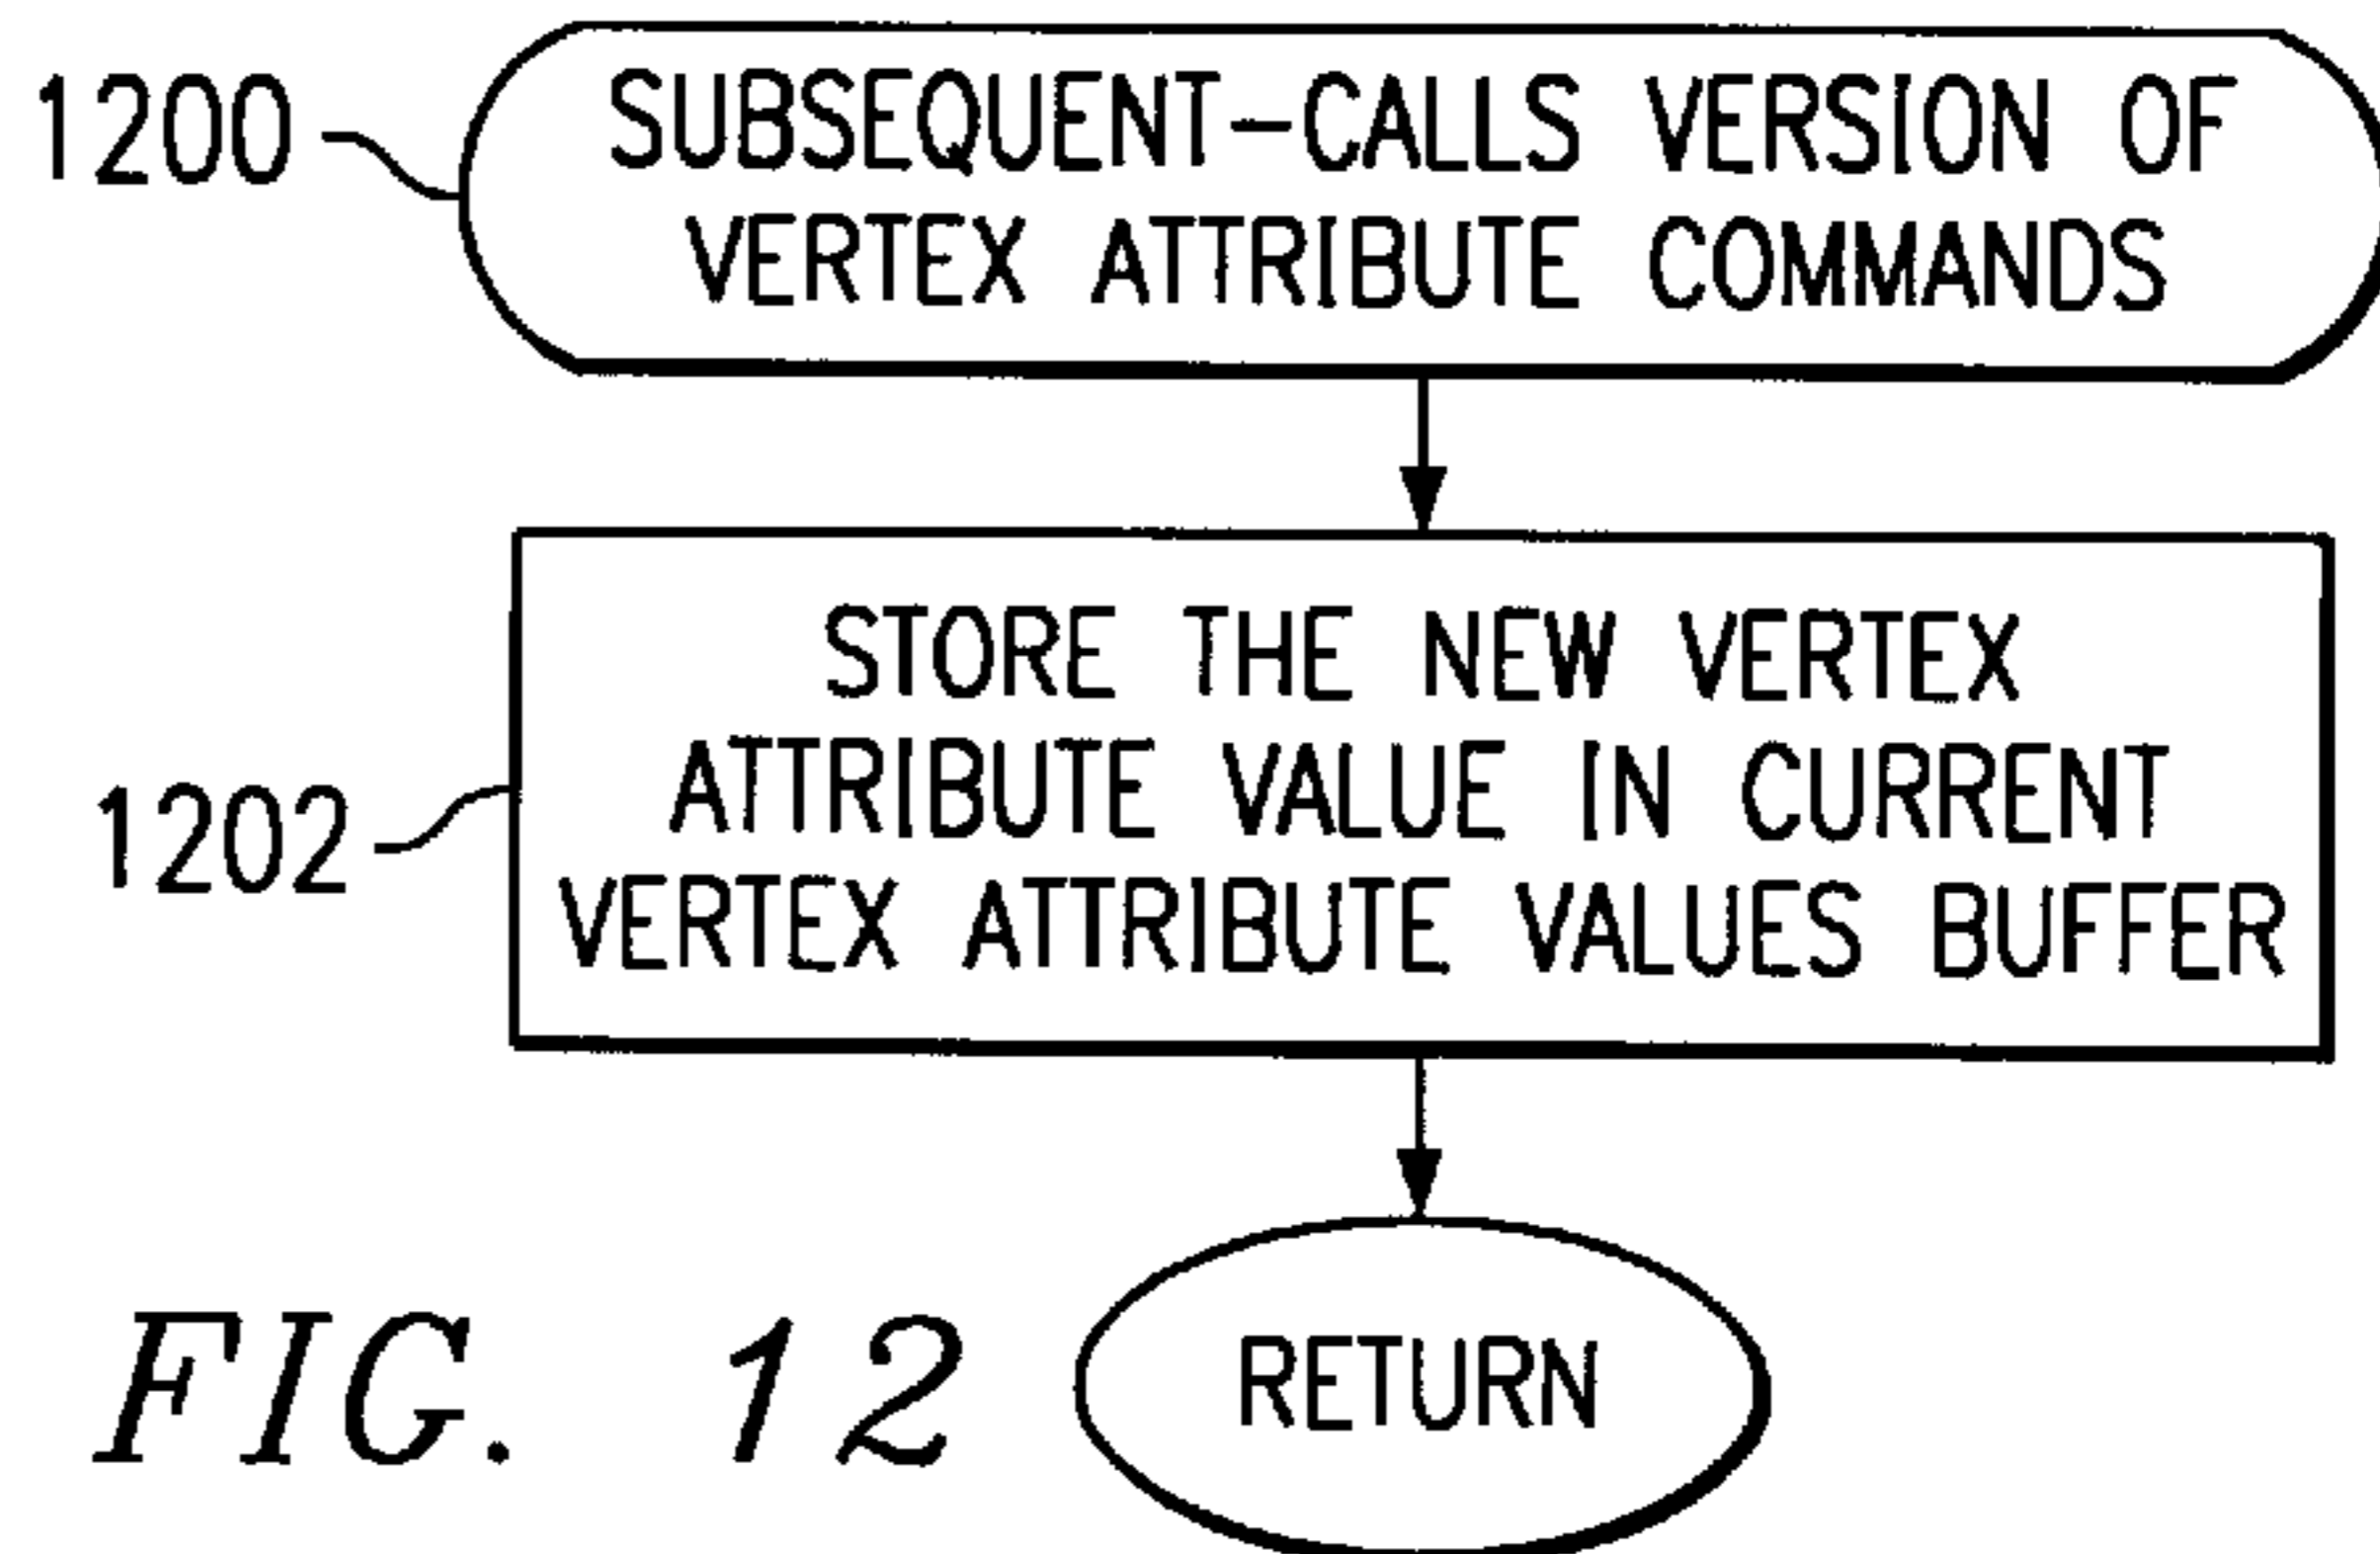 1200
SUBSEQUENT-CALLS VERSION OF
VERTEX ATTRIBUTE COMMANDS
STORE THE NEW VERTEX
ATTRIBUTE VALUE IN CURRENT
VERTEX ATTRIBUTE VALUES BUFFER
1202
RETURN
FIG. 12